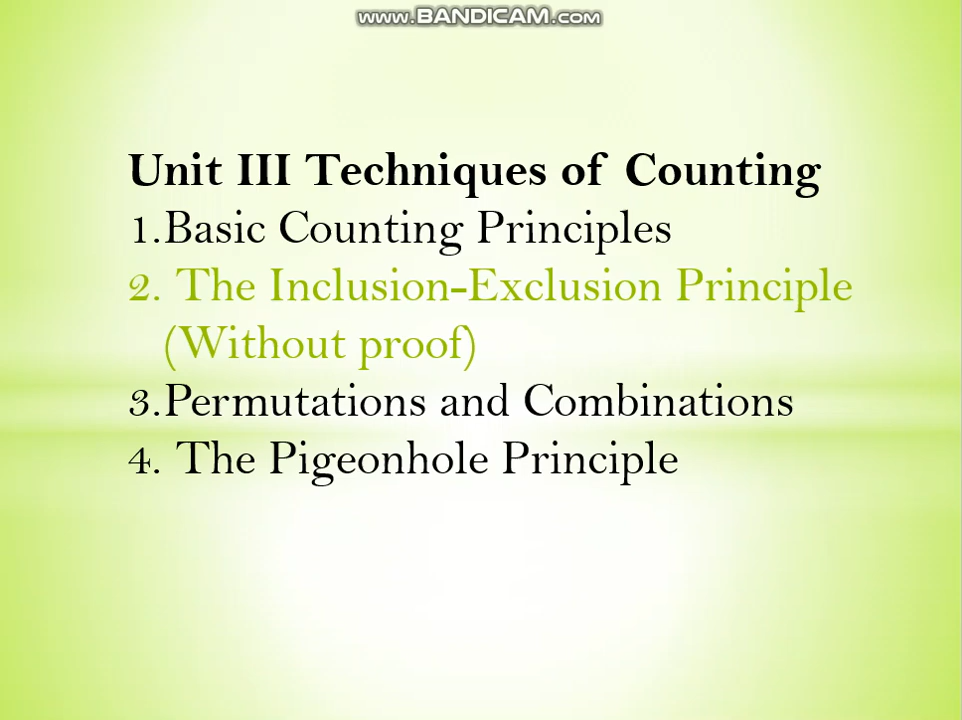 www.BANDICAM.com
Unit III Techniques of Counting
1.Basic Counting Principles
2. The Inclusion-Exclusion Principle
(Without proof)
3.Permutations and Combinations
4. The Pigeonhole Principle